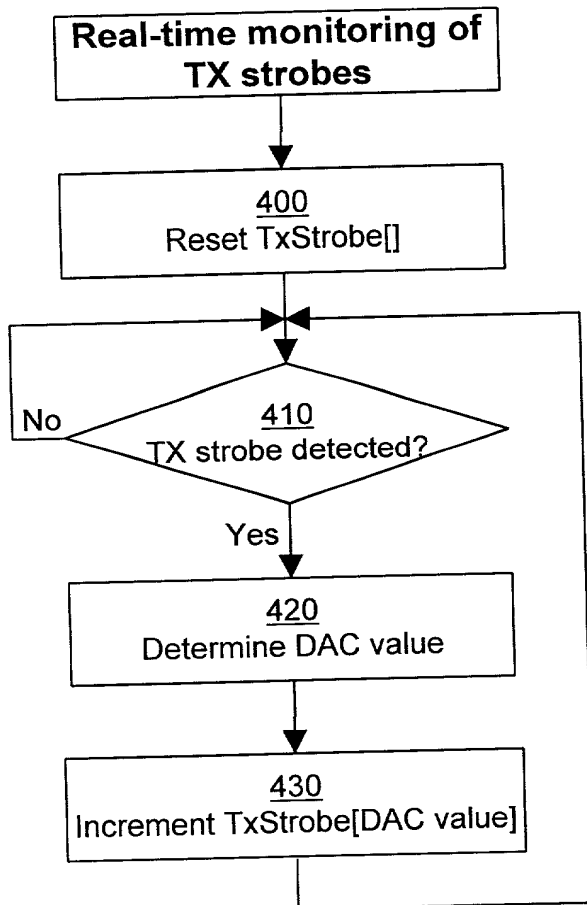 Real-time monitoring of
TX strobes
400
Reset TxStrobe[]
410
TX strobe detected?
No
Yes
420
Determine DAC value
430
Increment TxStrobe[DAC value]